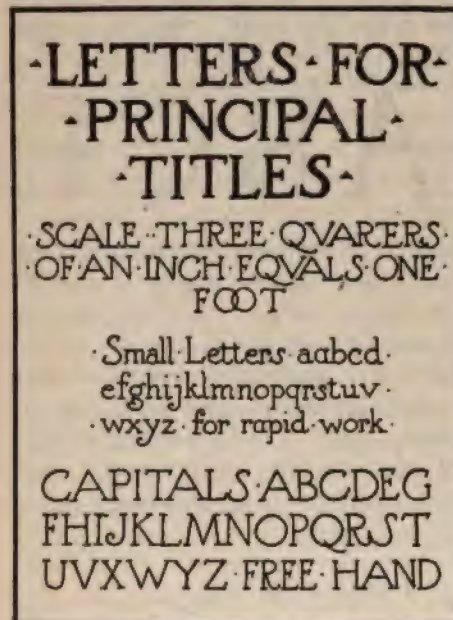 ·LETTERS·FOR·
·PRINCIPAL·
·TITLES·
·SCALE··THREE·QVARTERS·
·OF·AN·INCH·EQVALS·ONE·
FOOT
·Small·Letters·aabcd·
efghijklmnopqrstuv·
·wxyz·for·rapid·work·
CAPITALS·ABCDEG
FHIJKLMNOPQRST
UVXWYZ·FREE·HAND